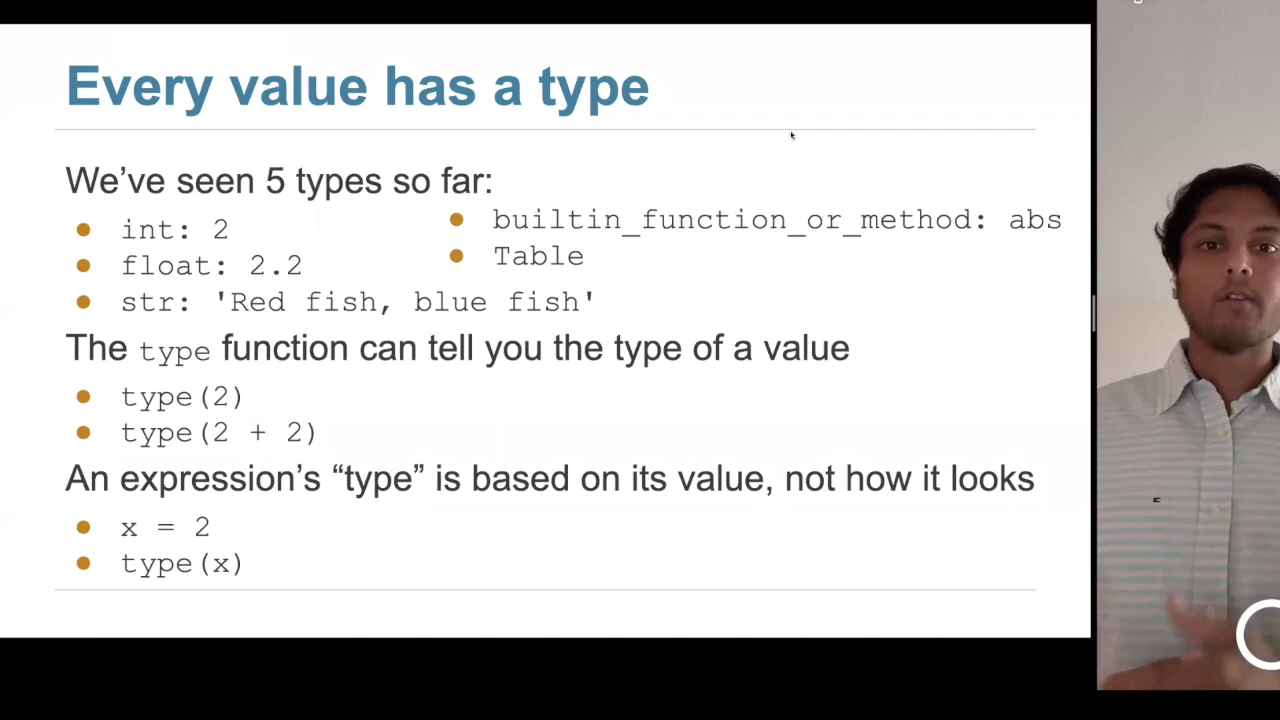 Every value has a type
We’ve seen 5 types so far:
int: 2
float: 2.2
str: 'Red fish, blue fish'
builtin_function_or_method: abs
Table
The type function can tell you the type of a value
type(2)
type(2 + 2)
An expression’s “type” is based on its value, not how it looks
x = 2
type(x)